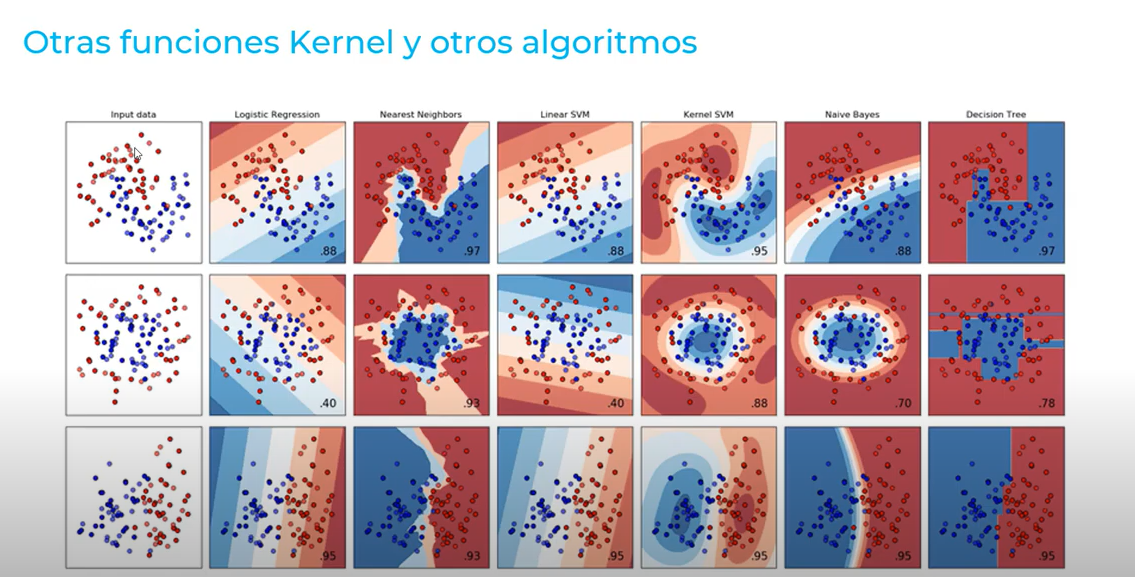 Otras funciones Kernel y otros algoritmos
Input data Logistic Regression Nearest Neighbors Linear SVM Kernel SVM Naive Bayes Decision Tree
.88 .97 .88 .95 .88 .97
.40 .93 .40 .88 .70 .78
.95 .93 .95 .95 .95 .95